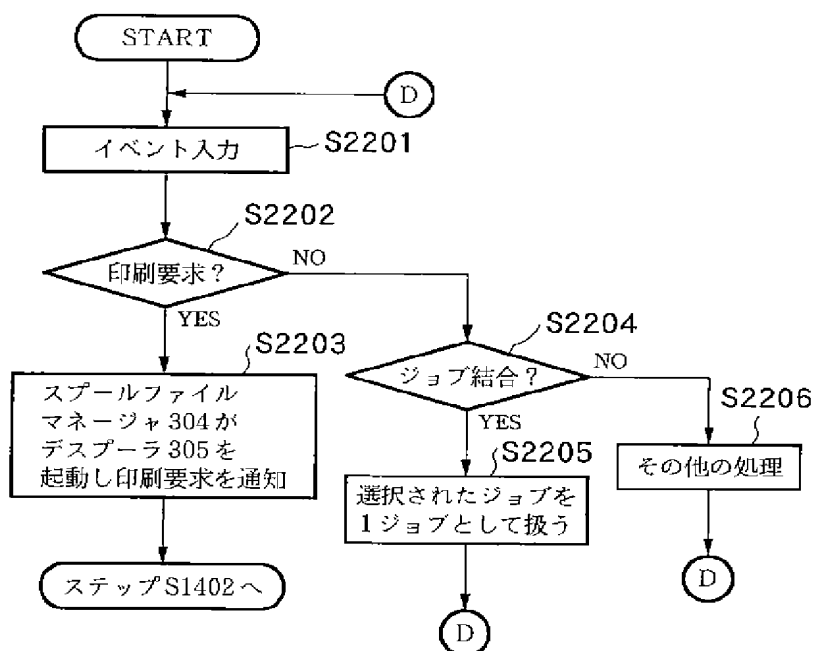 START
D
イベント入力
S2201
S2202
印刷要求?
NO
YES
S2203
スプールファイル
マネージャ304が
デスプーラ305を
起動し印刷要求を通知
ステップS1402へ
S2204
ジョブ結合?
NO
YES
S2205
選択されたジョブを
1ジョブとして扱う
D
S2206
その他の処理
D